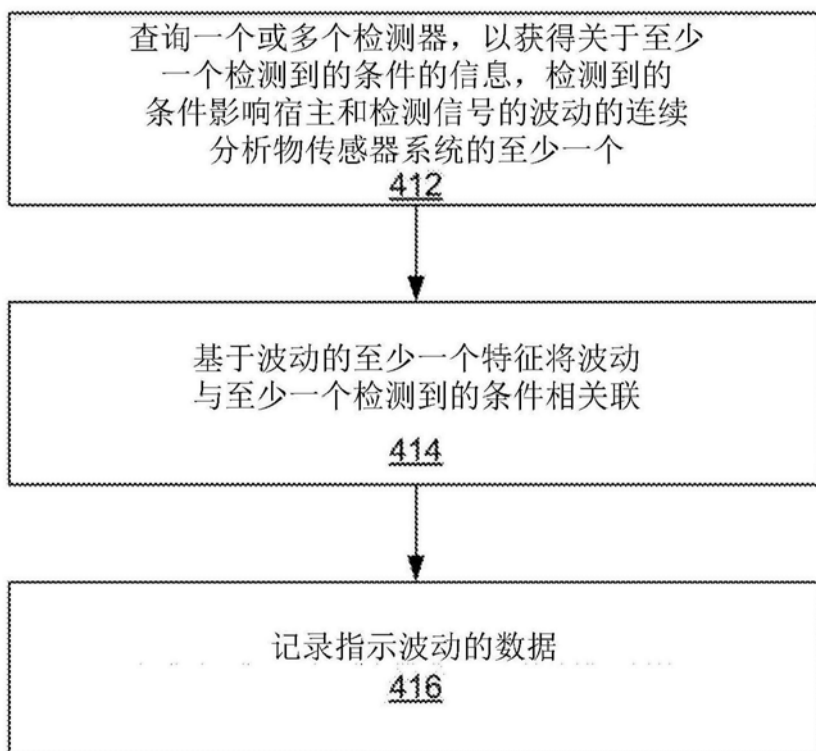 查询一个或多个检测器，以获得关于至少
一个检测到的条件的信息，检测到的
条件影响宿主和检测信号的波动的连续
分析物传感器系统的至少一个
412
基于波动的至少一个特征将波动
与至少一个检测到的条件相关联
414
记录指示波动的数据
416